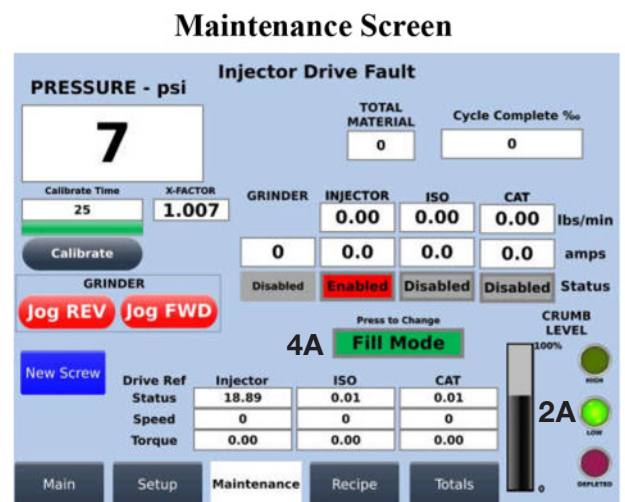 Maintenance Screen
Injector Drive Fault
PRESSURE - psi
7
TOTAL
MATERIAL
0
Cycle Complete ‰
0
Calibrate Time
25
X-FACTOR
1.007
Calibrate
GRINDER INJECTOR ISO CAT
0.00 0.00 0.00 lbs/min
0 0.0 0.0 0.0 amps
Disabled Enabled Disabled Disabled Status
GRINDER
Jog REV Jog FWD
Press to Change
4A Fill Mode
CRUMB
LEVEL
100%
HIGH
2A
LOW
DEPLETED
0
New Screw
Drive Ref Injector ISO CAT
Status 18.89 0.01 0.01
Speed 0 0 0
Torque 0.00 0.00 0.00
Main Setup Maintenance Recipe Totals